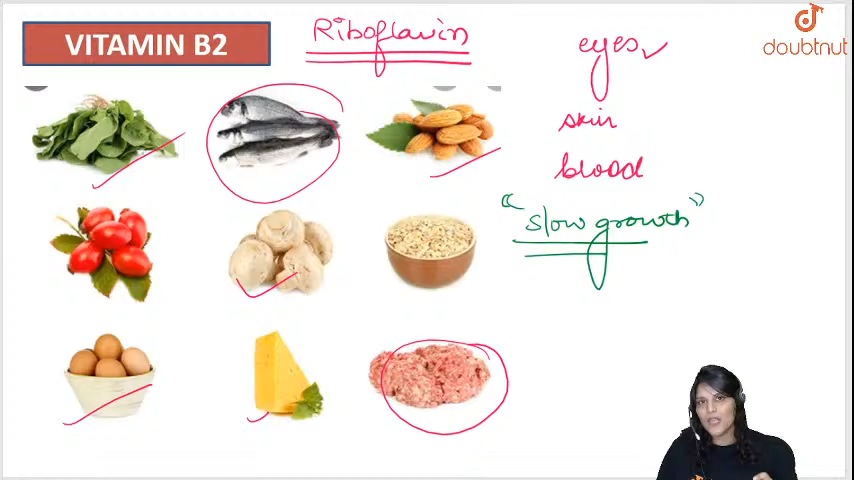 VITAMIN B2
Riboflavin
eyes
doubtnut
skin
blood
"slow growth"